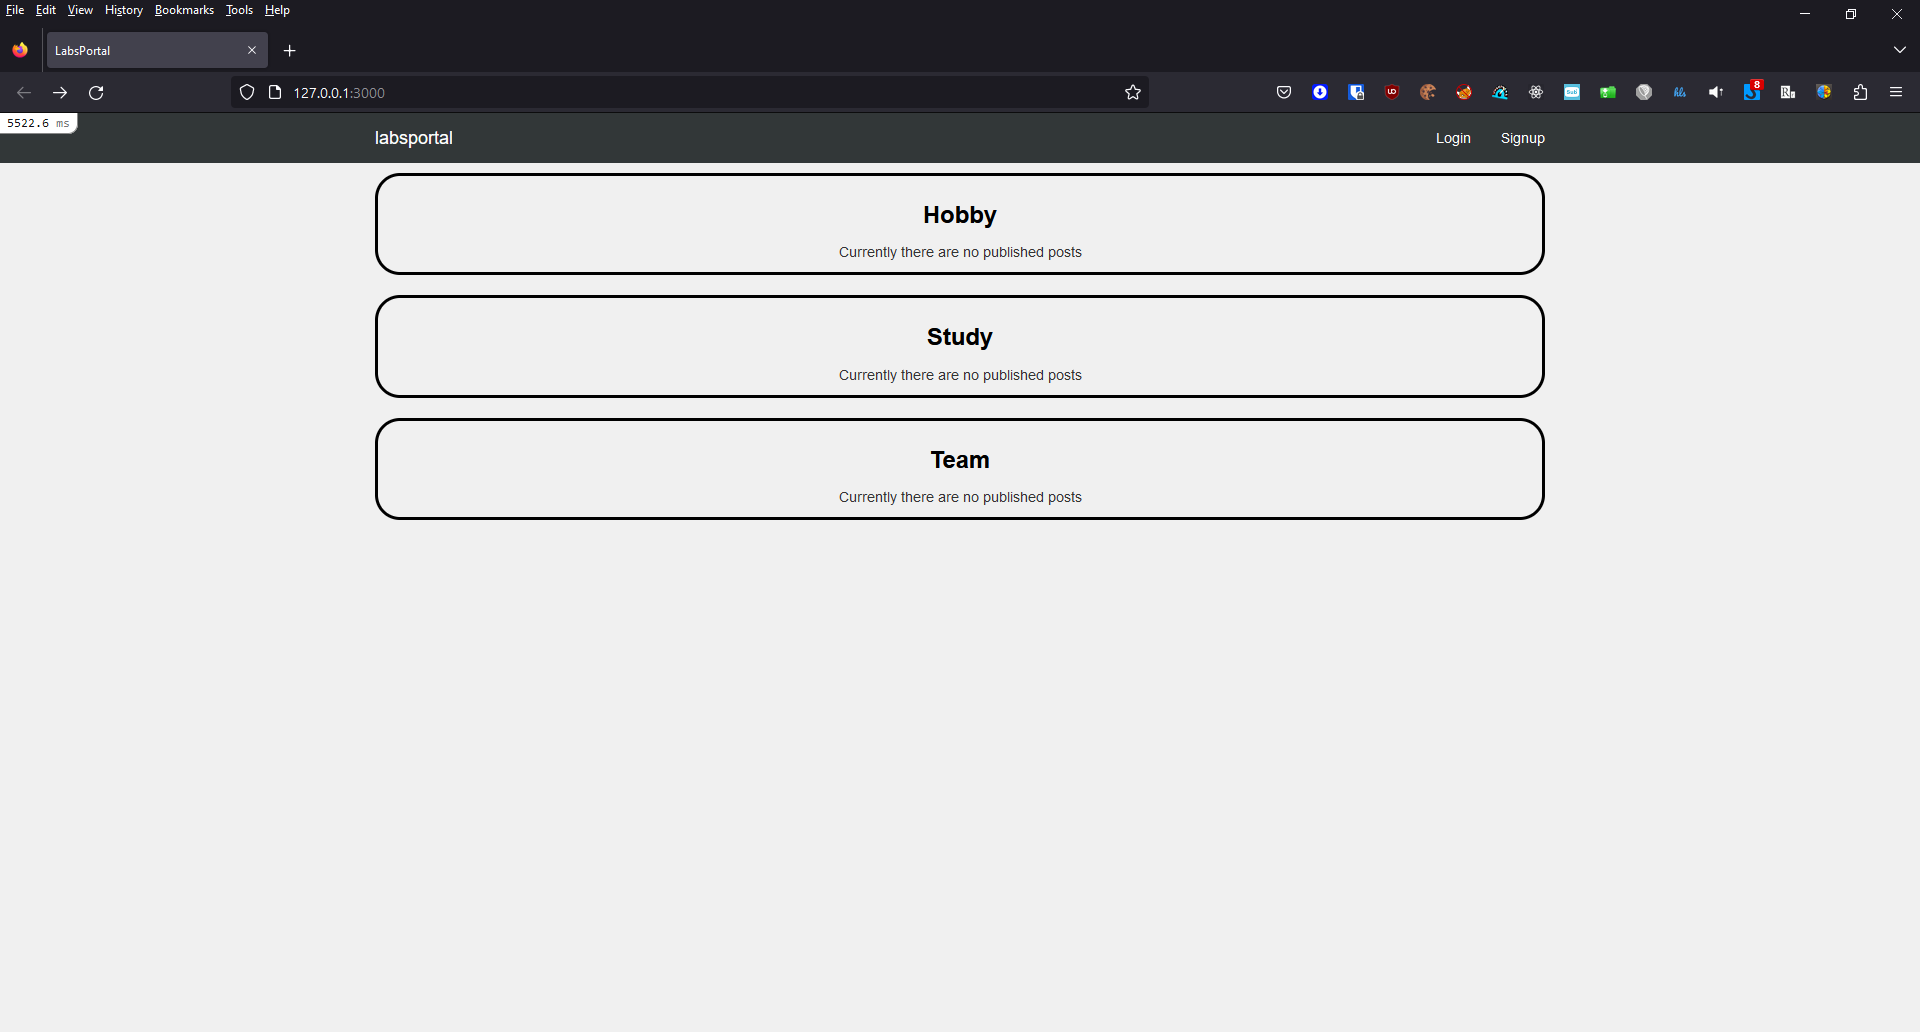 File Edit View History Bookmarks Tools Help
LabsPortal
127.0.0.1:3000
8
5522.6 ms
labsportal Login Signup
Hobby
Currently there are no published posts
Study
Currently there are no published posts
Team
Currently there are no published posts